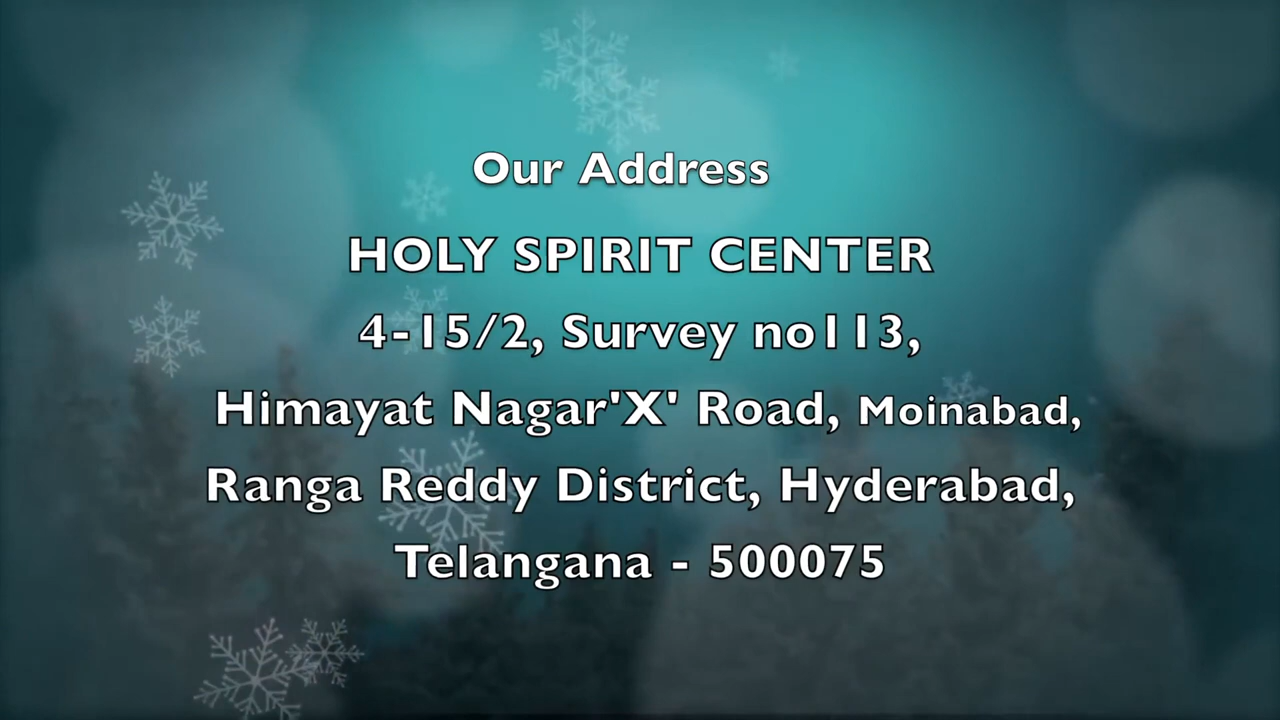 Our Address
HOLY SPIRIT CENTER
4-15/2, Survey no113,
Himayat Nagar'X' Road, Moinabad,
Ranga Reddy District, Hyderabad,
Telangana - 500075